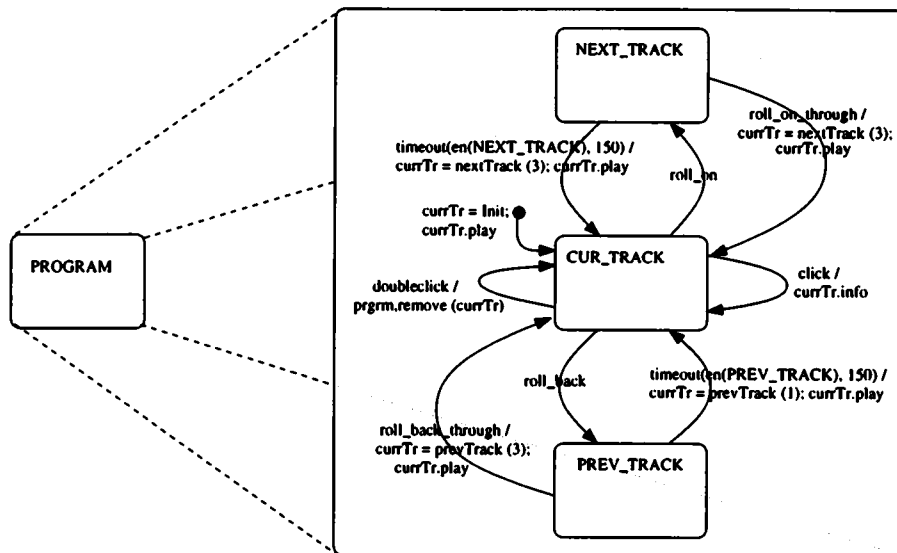 NEXT_TRACK
roll_on_through /
currTr = nextTrack (3);
currTr.play
timeout(en(NEXT_TRACK), 150) /
currTr = nextTrack (3); currTr.play
roll_on
currTr = Init;
currTr.play
PROGRAM
CUR_TRACK
click /
currTr.info
doubleclick /
prgrm.remove (currTr)
roll_back
timeout(en(PREV_TRACK), 150) /
currTr = prevTrack (1); currTr.play
roll_back_through /
currTr = prevTrack (3);
currTr.play
PREV_TRACK